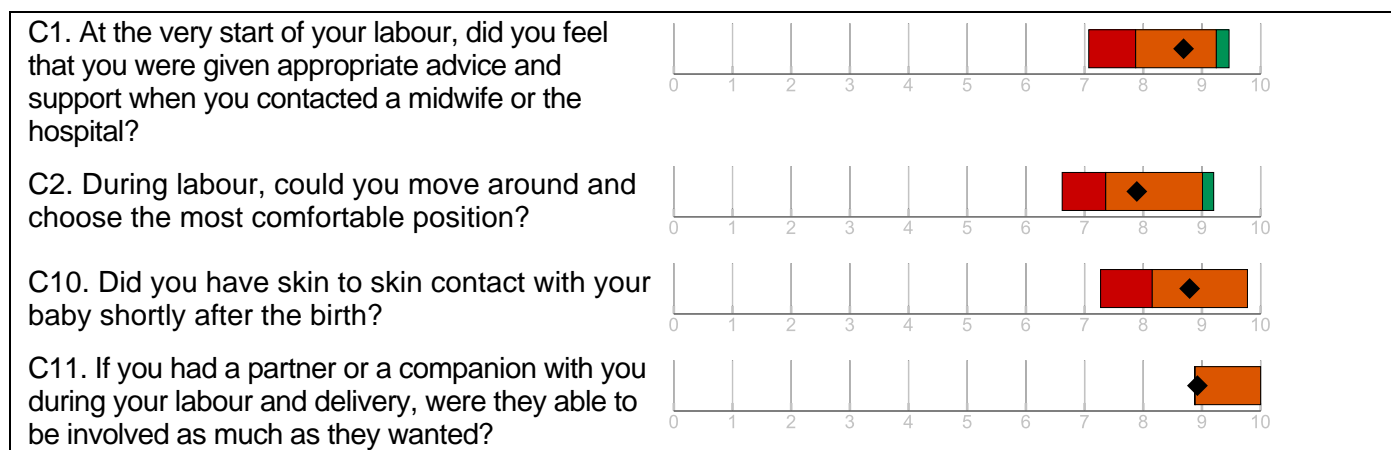 C1. At the very start of your labour, did you feel
that you were given appropriate advice and
support when you contacted a midwife or the
hospital?
0 1 2 3 4 5 6 7 8 9 10
C2. During labour, could you move around and
choose the most comfortable position?
0 1 2 3 4 5 6 7 8 9 10
C10. Did you have skin to skin contact with your
baby shortly after the birth?
0 1 2 3 4 5 6 7 8 9 10
C11. If you had a partner or a companion with you
during your labour and delivery, were they able to
be involved as much as they wanted?
0 1 2 3 4 5 6 7 8 9 10